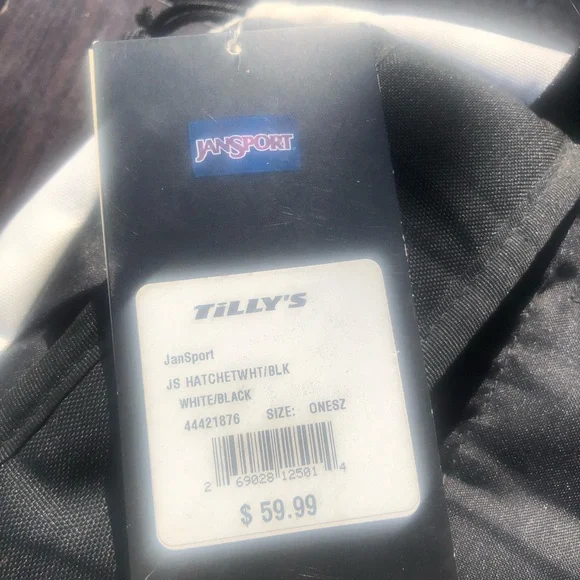 JANSPORT
TiLLY'S
JanSport
JS HATCHETWHT/BLK
WHITE/BLACK
44421876 SIZE: ONESZ
2 69028 12501 4
$ 59.99